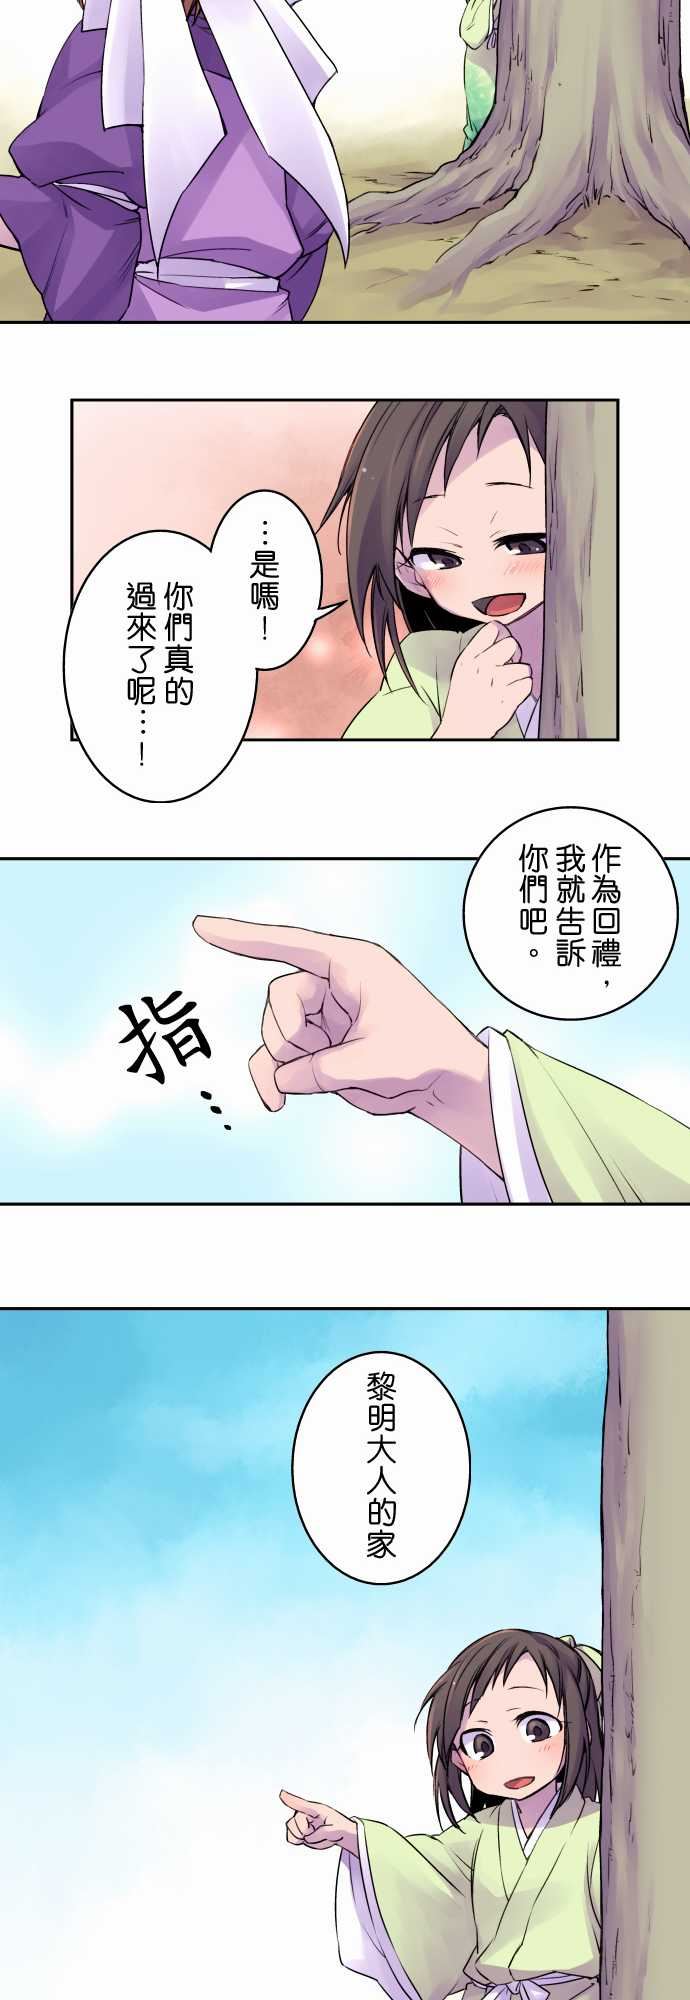 …是嗎！
你們真的
過來了呢…！
作為回禮，
我就告訴
你們吧。
指…
黎明大人的家